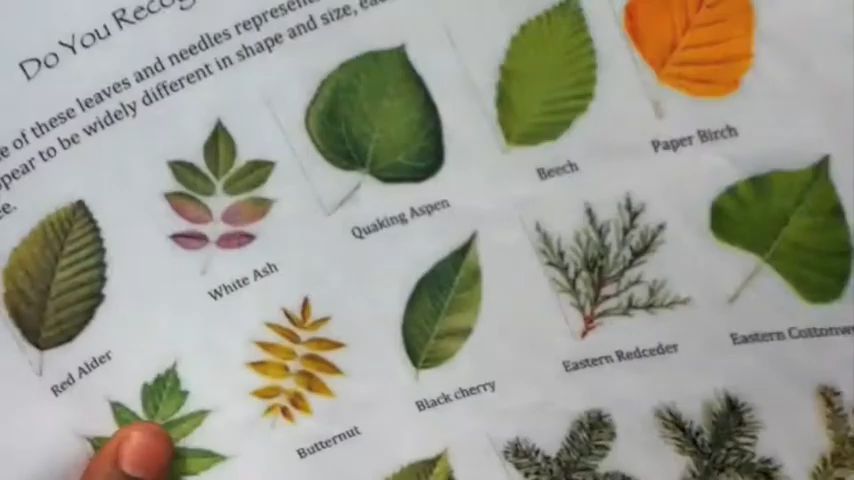 Do You Recog
e of these leaves and needles represen
pear to be widely different in shape and size, ea
ee.
Red Alder
White Ash
Quaking Aspen
Beech
Paper Birch
Butternut
Black cherry
Eastern Redceder
Eastern Cottonw